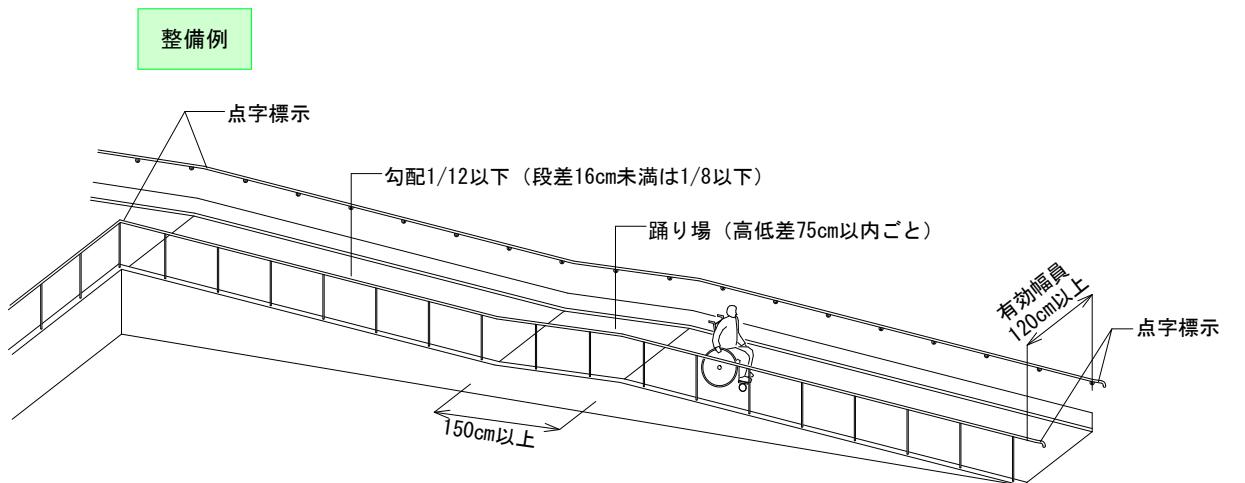 整備例
点字標示
勾配1/12以下（段差16cm未満は1/8以下）
踊り場（高低差75cm以内ごと）
有効幅員
120cm以上
点字標示
150cm以上